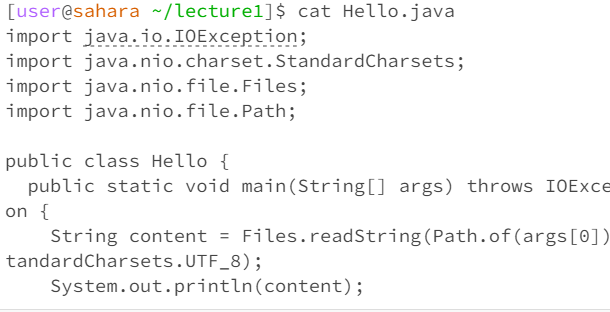 [user@sahara ~/lecture1]$ cat Hello.java
import java.io.IOException;
import java.nio.charset.StandardCharsets;
import java.nio.file.Files;
import java.nio.file.Path;
public class Hello {
public static void main(String[] args) throws IOExce
on {
String content = Files.readString(Path.of(args[0])
tandardCharsets.UTF_8);
System.out.println(content);